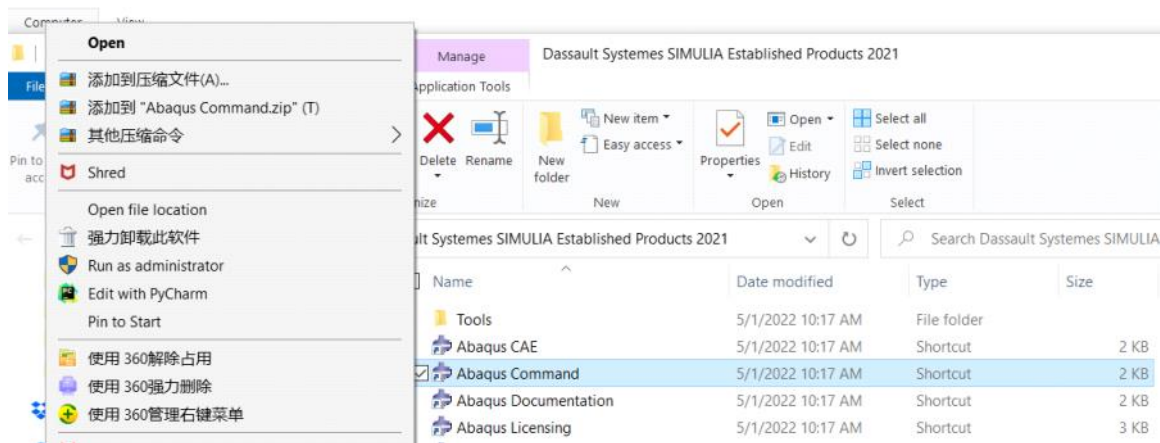 Computer View
Manage Dassault Systemes SIMULIA Established Products 2021
File Application Tools
Open
添加到压缩文件(A)...
添加到 "Abaqus Command.zip" (T)
其他压缩命令
Shred
Open file location
强力卸载此软件
Run as administrator
Edit with PyCharm
Pin to Start
使用 360解除占用
使用 360强力删除
使用 360管理右键菜单
Pin to
acc
Delete Rename
New
folder
New item
Easy access
Properties
Open
Edit
History
Select all
Select none
Invert selection
nize New Open Select
ult Systemes SIMULIA Established Products 2021 Search Dassault Systemes SIMULIA
Name Date modified Type Size
Tools 5/1/2022 10:17 AM File folder
Abaqus CAE 5/1/2022 10:17 AM Shortcut 2 KB
Abaqus Command 5/1/2022 10:17 AM Shortcut 2 KB
Abaqus Documentation 5/1/2022 10:17 AM Shortcut 2 KB
Abaqus Licensing 5/1/2022 10:17 AM Shortcut 3 KB